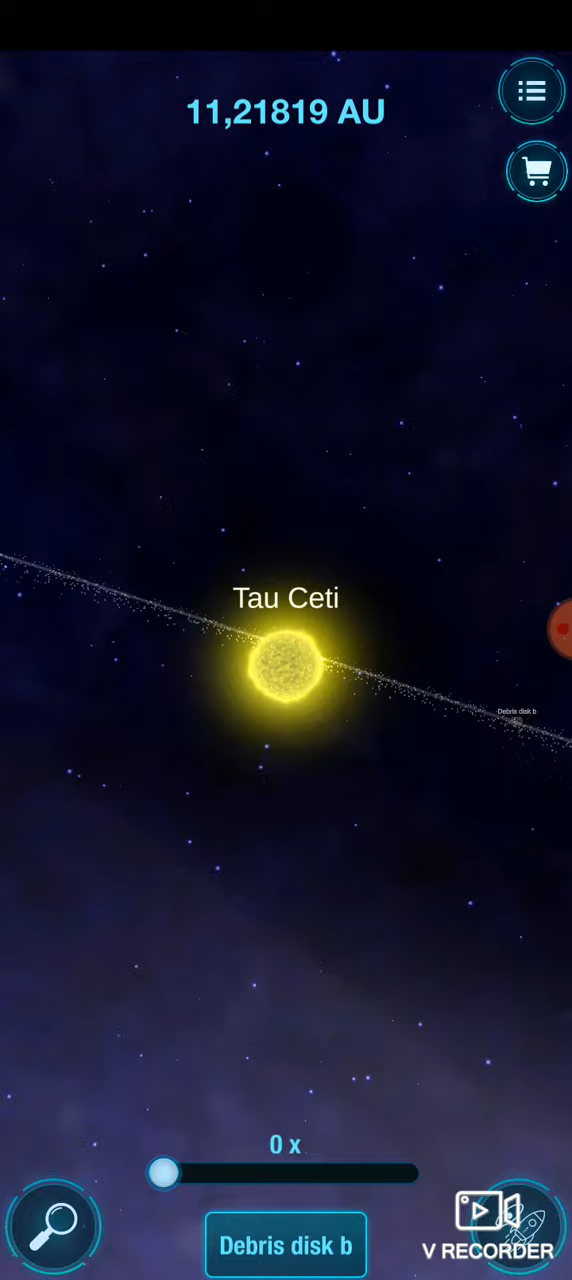 11,21819 AU
Tau Ceti
Debris disk b
0 x
Debris disk b
V RECORDER